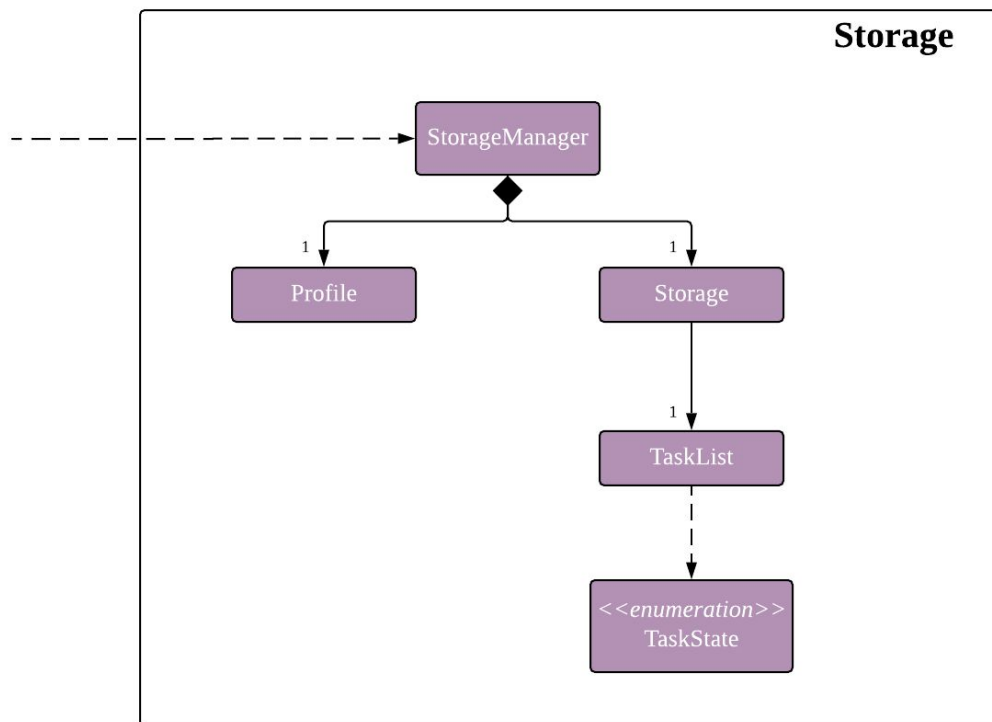 Storage
StorageManager
1
1
Profile
Storage
1
TaskList
<<enumeration>>
TaskState